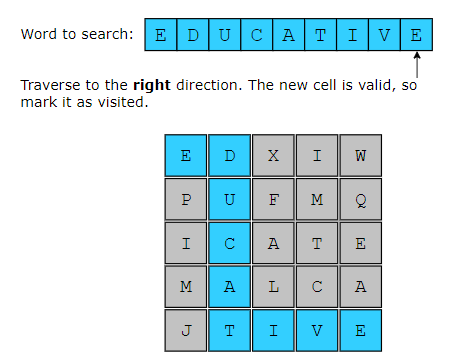 Word to search: E D U C A T I V E
Traverse to the right direction. The new cell is valid, so
mark it as visited.
E D X I W
P U F M Q
I C A T E
M A L C A
J T I V E